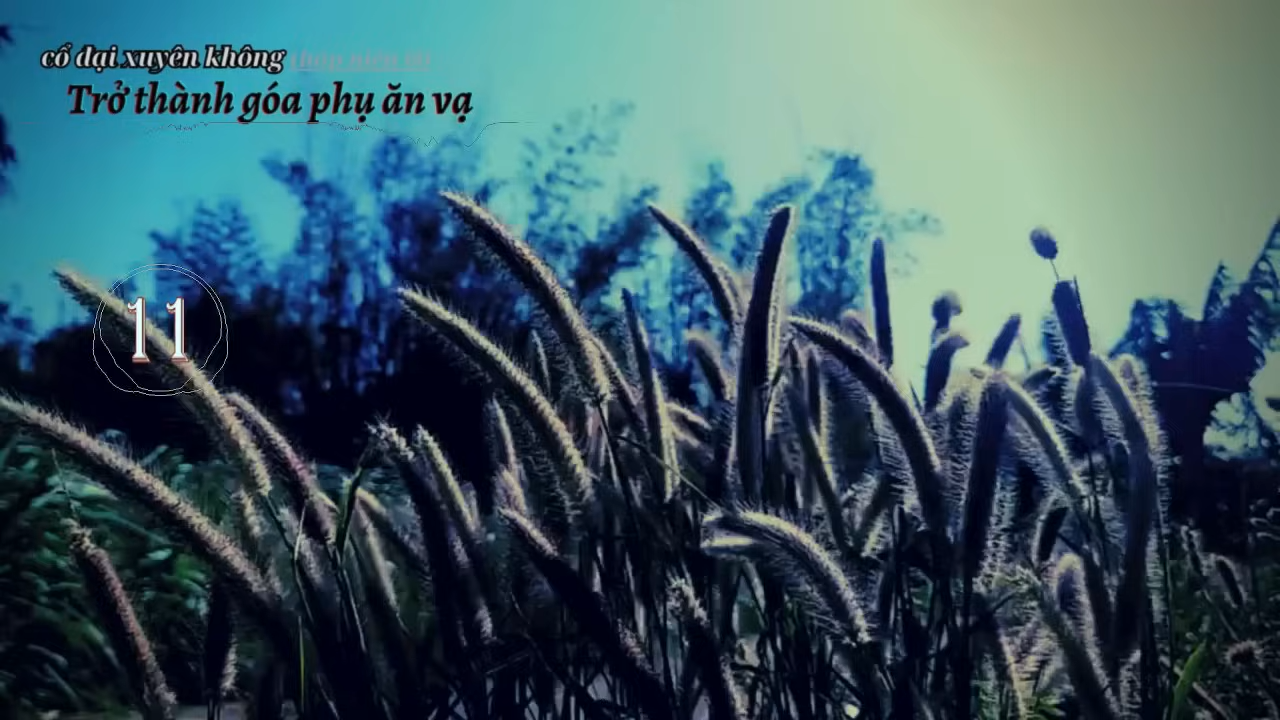 cổ đại xuyên không
Trở thành góa phụ ăn vạ
11